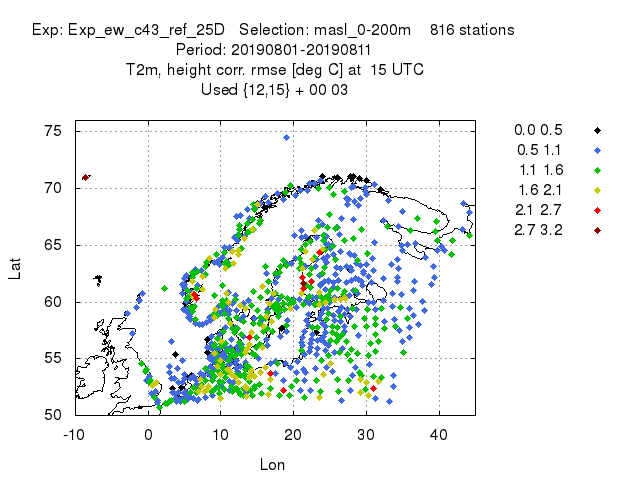 Exp: Exp_ew_c43_ref_25D   Selection: masl_0-200m    816 stations
Period: 20190801-20190811
T2m, height corr. rmse [deg C] at  15 UTC
Used {12,15} + 00 03
0.0 0.5
0.5 1.1
1.1 1.6
1.6 2.1
2.1 2.7
2.7 3.2
75
70
65
60
55
50
Lat
-10 0 10 20 30 40
Lon